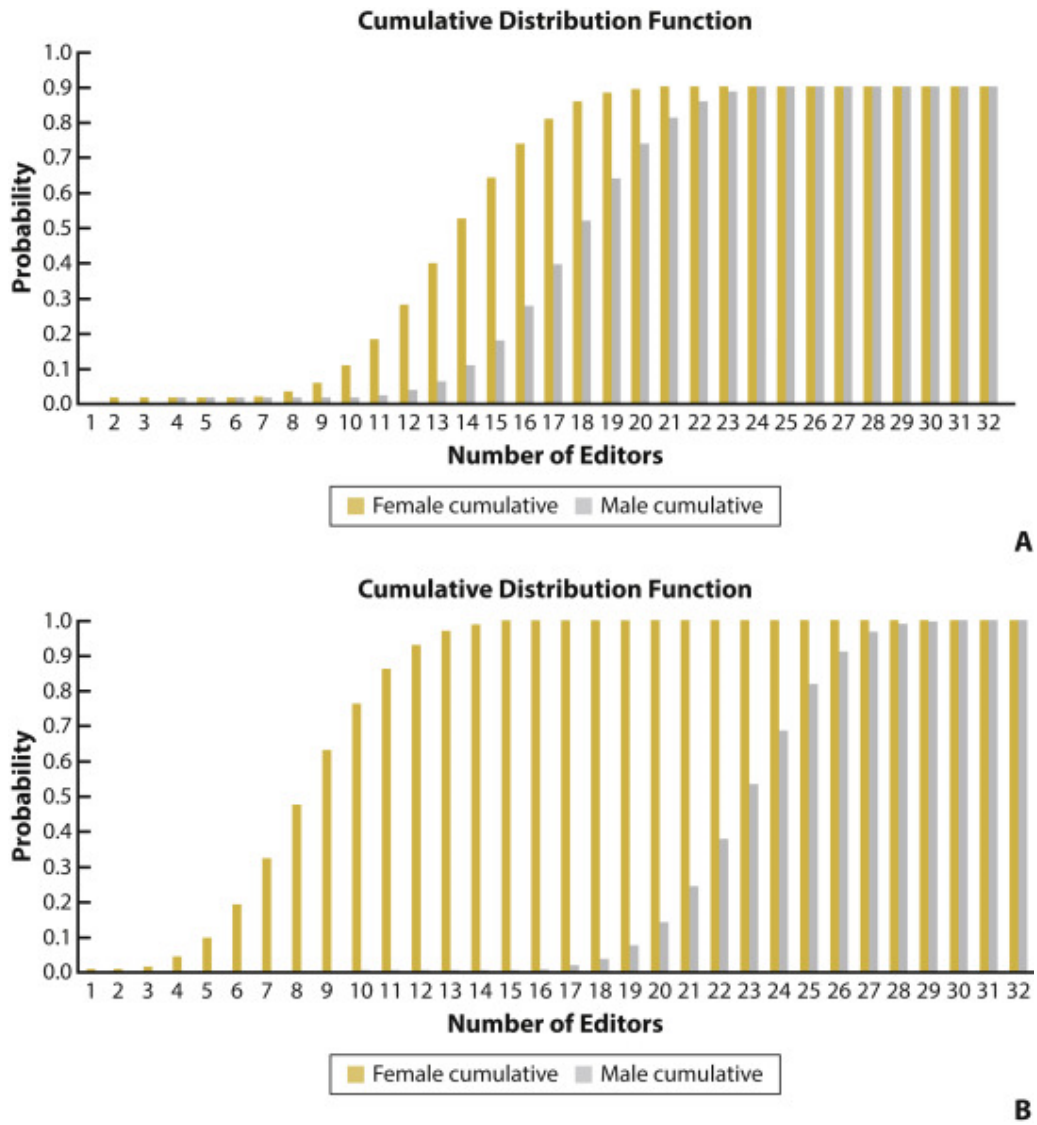 Cumulative Distribution Function
1.0
0.9
0.8
0.7
0.6
0.5
0.4
0.3
0.2
0.1
0.0
Probability
1 2 3 4 5 6 7 8 9 10 11 12 13 14 15 16 17 18 19 20 21 22 23 24 25 26 27 28 29 30 31 32
Number of Editors
Female cumulative Male cumulative
A
Cumulative Distribution Function
1.0
0.9
0.8
0.7
0.6
0.5
0.4
0.3
0.2
0.1
0.0
Probability
1 2 3 4 5 6 7 8 9 10 11 12 13 14 15 16 17 18 19 20 21 22 23 24 25 26 27 28 29 30 31 32
Number of Editors
Female cumulative Male cumulative
B